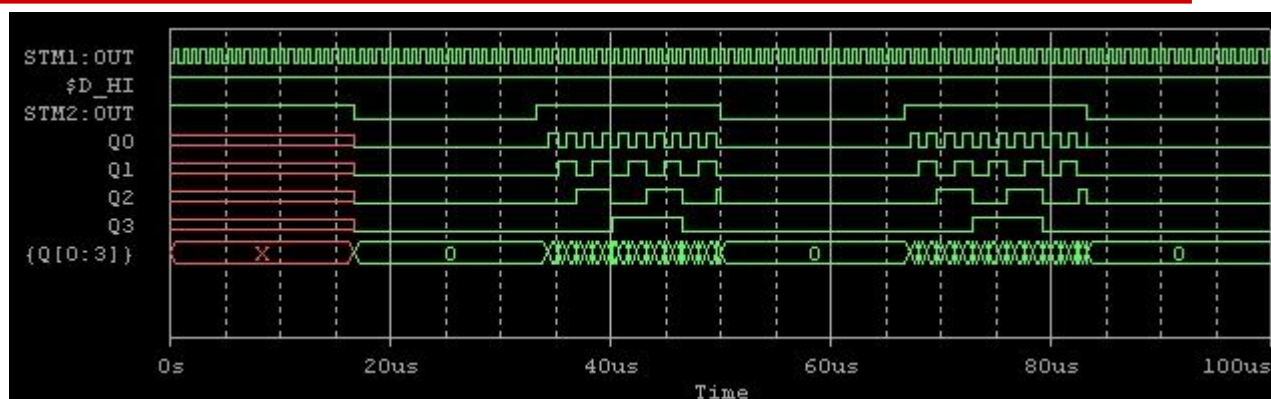 STM1:OUT
$D_HI
STM2:OUT
Q0
Q1
Q2
Q3
{Q[0:3]}
X
0
0
0
0s
20us
40us
60us
80us
100us
Time